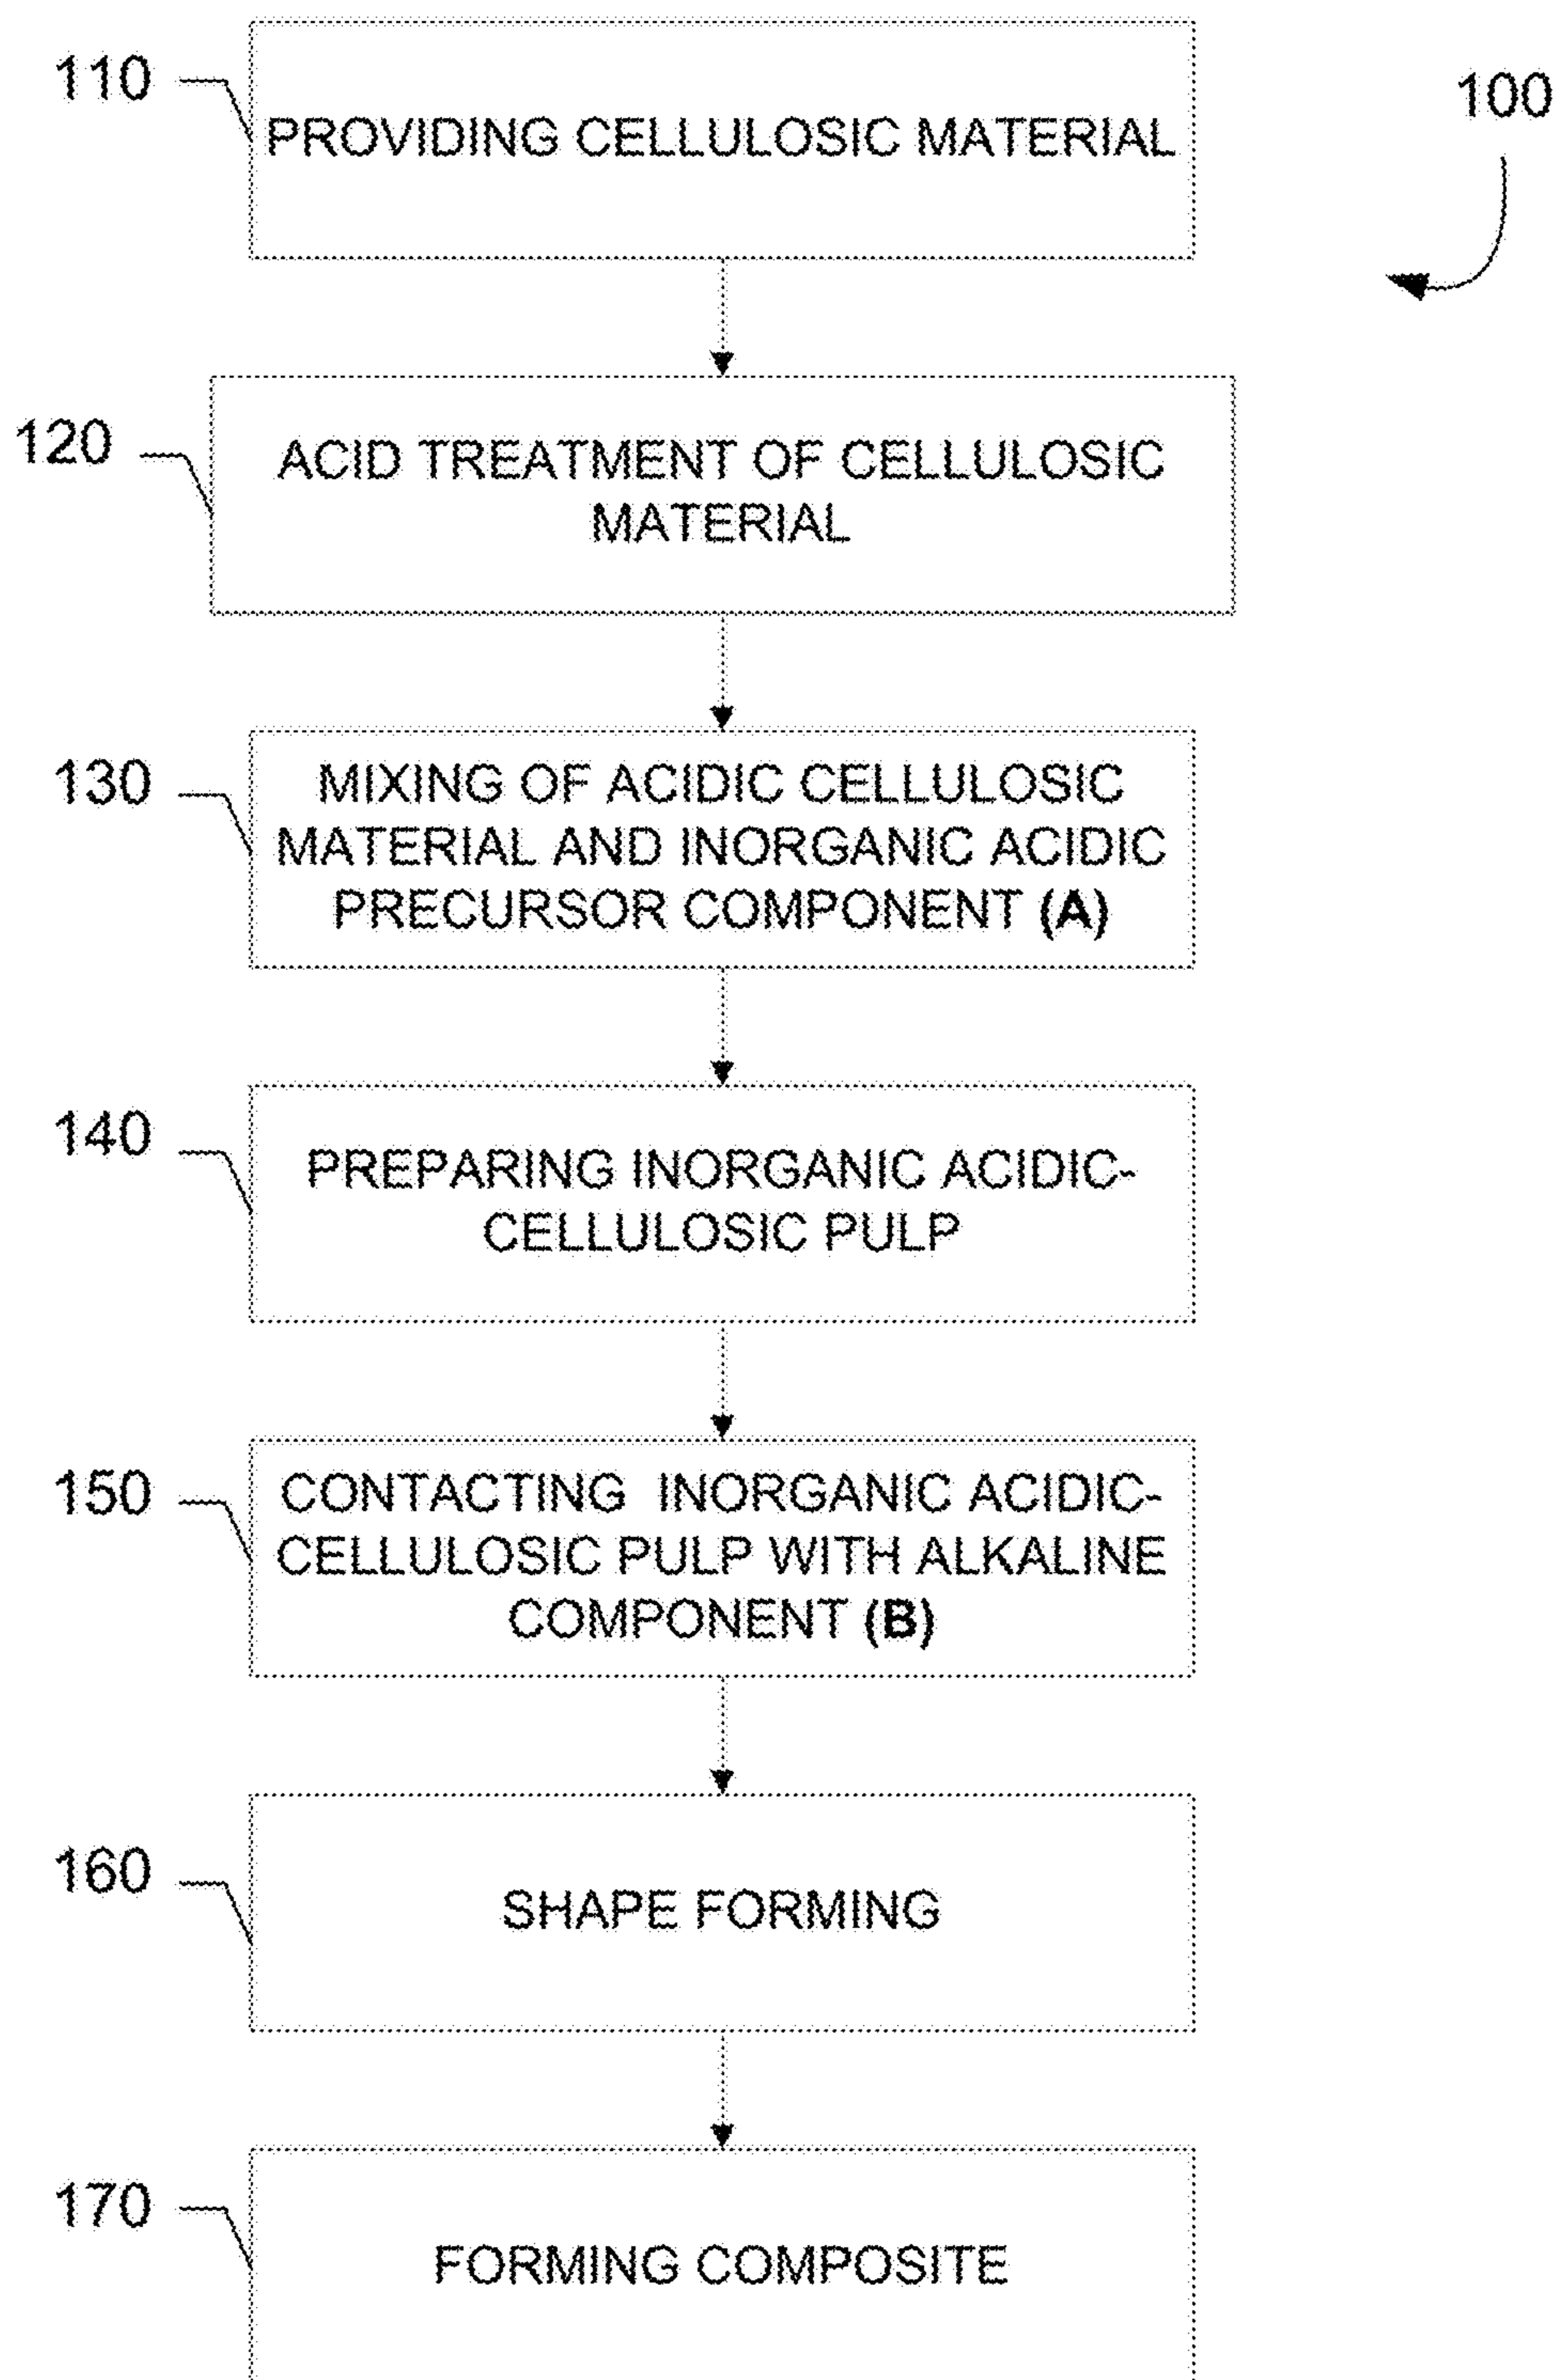 110
PROVIDING CELLULOSIC MATERIAL
100
120
ACID TREATMENT OF CELLULOSIC
MATERIAL
130
MIXING OF ACIDIC CELLULOSIC
MATERIAL AND INORGANIC ACIDIC
PRECURSOR COMPONENT (A)
140
PREPARING INORGANIC ACIDIC-
CELLULOSIC PULP
150
CONTACTING INORGANIC ACIDIC-
CELLULOSIC PULP WITH ALKALINE
COMPONENT (B)
160
SHAPE FORMING
170
FORMING COMPOSITE